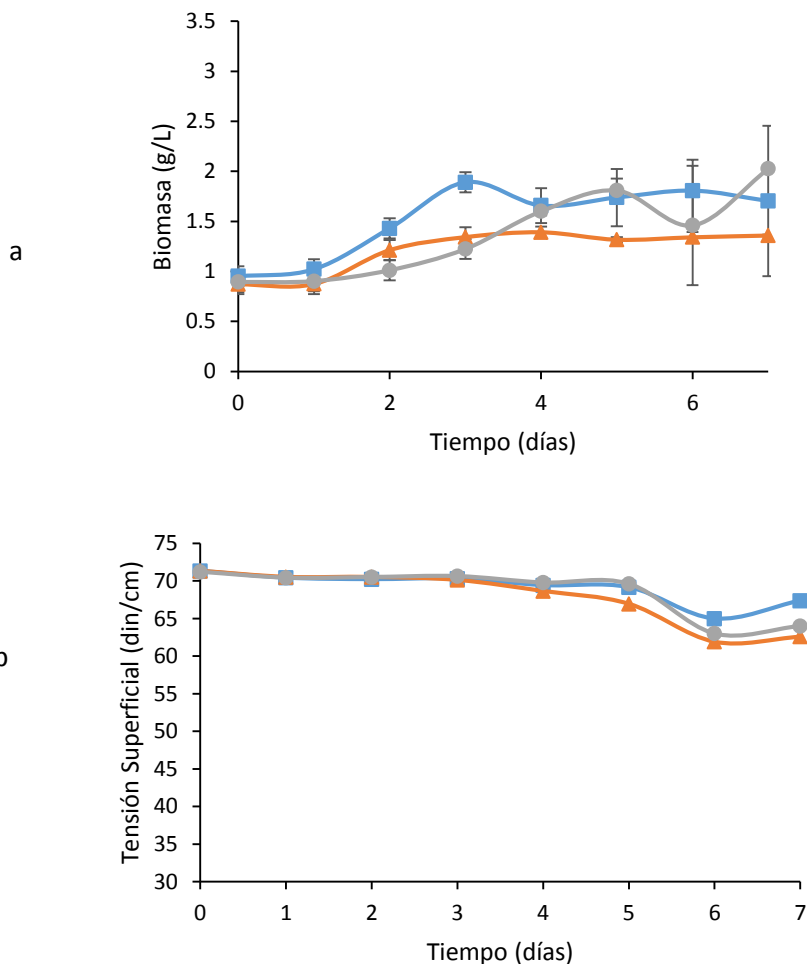 a
Biomasa (g/L)
3.5
3
2.5
2
1.5
1
0.5
0
0 2 4 6
Tiempo (días)
b
Tensión Superficial (din/cm)
75
70
65
60
55
50
45
40
35
30
0 1 2 3 4 5 6 7
Tiempo (días)